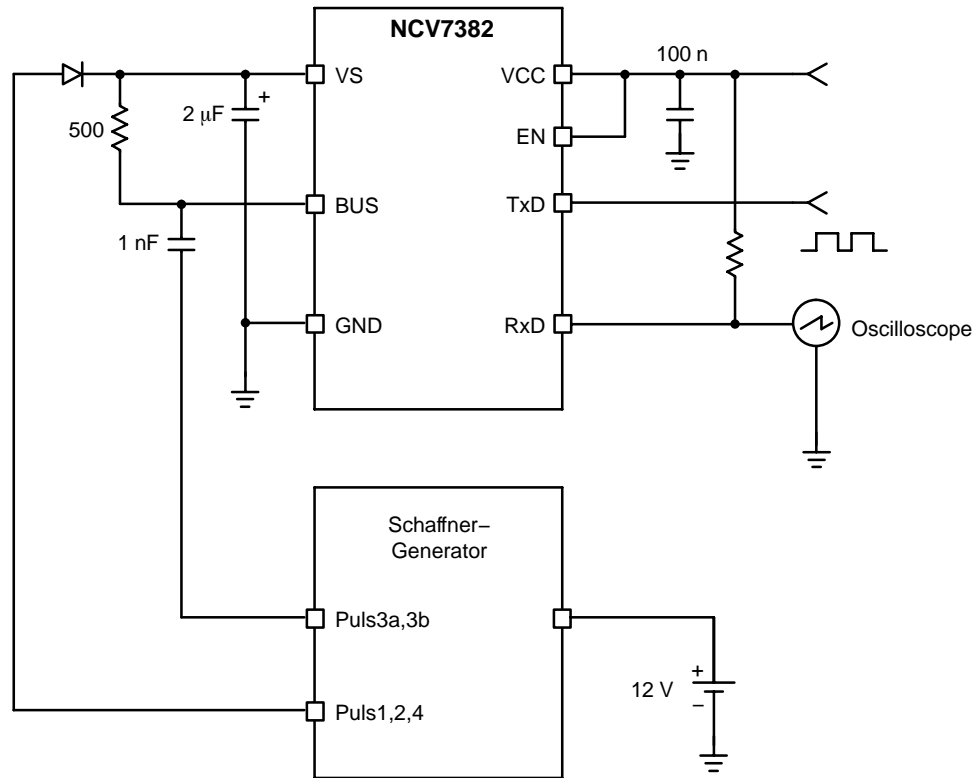 NCV7382
VS
VCC
100 n
2 μF
+
500
EN
BUS
TxD
1 nF
GND
RxD
Oscilloscope
Schaffner–
Generator
Puls3a,3b
12 V
+
–
Puls1,2,4